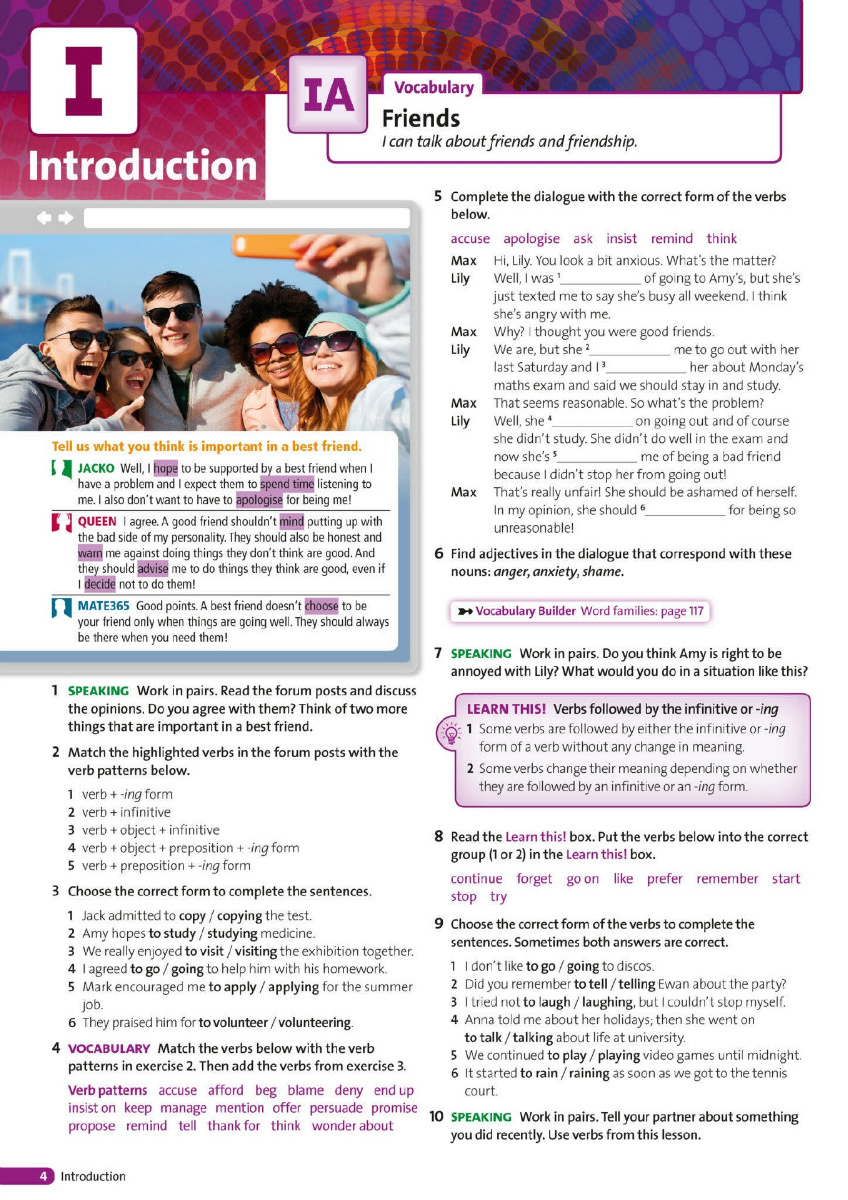 I
Introduction
IA
Vocabulary
Friends
I can talk about friends and friendship.
Tell us what you think is important in a best friend.
JACKO Well, I hope to be supported by a best friend when I
have a problem and I expect them to spend time listening to
me. I also don't want to have to apologise for being me!
QUEEN I agree. A good friend shouldn't mind putting up with
the bad side of my personality. They should also be honest and
warn me against doing things they don't think are good. And
they should advise me to do things they think are good, even if
I decide not to do them!
MATE365 Good points. A best friend doesn't choose to be
your friend only when things are going well. They should always
be there when you need them!
1 SPEAKING Work in pairs. Read the forum posts and discuss
the opinions. Do you agree with them? Think of two more
things that are important in a best friend.
2 Match the highlighted verbs in the forum posts with the
verb patterns below.
1 verb + -ing form
2 verb + infinitive
3 verb + object + infinitive
4 verb + object + preposition + -ing form
5 verb + preposition + -ing form
3 Choose the correct form to complete the sentences.
1 Jack admitted to copy / copying the test.
2 Amy hopes to study / studying medicine.
3 We really enjoyed to visit / visiting the exhibition together.
4 I agreed to go / going to help him with his homework.
5 Mark encouraged me to apply / applying for the summer
job.
6 They praised him for to volunteer / volunteering.
4 VOCABULARY Match the verbs below with the verb
patterns in exercise 2. Then add the verbs from exercise 3.
Verb patterns accuse afford beg blame deny end up
insist on keep manage mention offer persuade promise
propose remind tell thank for think wonder about
5 Complete the dialogue with the correct form of the verbs
below.
accuse apologise ask insist remind think
Max Hi, Lily. You look a bit anxious. What's the matter?
Lily Well, I was 1____________ of going to Amy's, but she's
just texted me to say she's busy all weekend. I think
she's angry with me.
Max Why? I thought you were good friends.
Lily We are, but she 2____________ me to go out with her
last Saturday and I 3____________ her about Monday's
maths exam and said we should stay in and study.
Max That seems reasonable. So what's the problem?
Lily Well, she 4____________ on going out and of course
she didn't study. She didn't do well in the exam and
now she's 5____________ me of being a bad friend
because I didn't stop her from going out!
Max That's really unfair! She should be ashamed of herself.
In my opinion, she should 6____________ for being so
unreasonable!
6 Find adjectives in the dialogue that correspond with these
nouns: anger, anxiety, shame.
Vocabulary Builder Word families: page 117
7 SPEAKING Work in pairs. Do you think Amy is right to be
annoyed with Lily? What would you do in a situation like this?
LEARN THIS! Verbs followed by the infinitive or -ing
1 Some verbs are followed by either the infinitive or -ing
form of a verb without any change in meaning.
2 Some verbs change their meaning depending on whether
they are followed by an infinitive or an -ing form.
8 Read the Learn this! box. Put the verbs below into the correct
group (1 or 2) in the Learn this! box.
continue forget go on like prefer remember start
stop try
9 Choose the correct form of the verbs to complete the
sentences. Sometimes both answers are correct.
1 I don't like to go / going to discos.
2 Did you remember to tell / telling Ewan about the party?
3 I tried not to laugh / laughing, but I couldn't stop myself.
4 Anna told me about her holidays; then she went on
to talk / talking about life at university.
5 We continued to play / playing video games until midnight.
6 It started to rain / raining as soon as we got to the tennis
court.
10 SPEAKING Work in pairs. Tell your partner about something
you did recently. Use verbs from this lesson.
4 Introduction